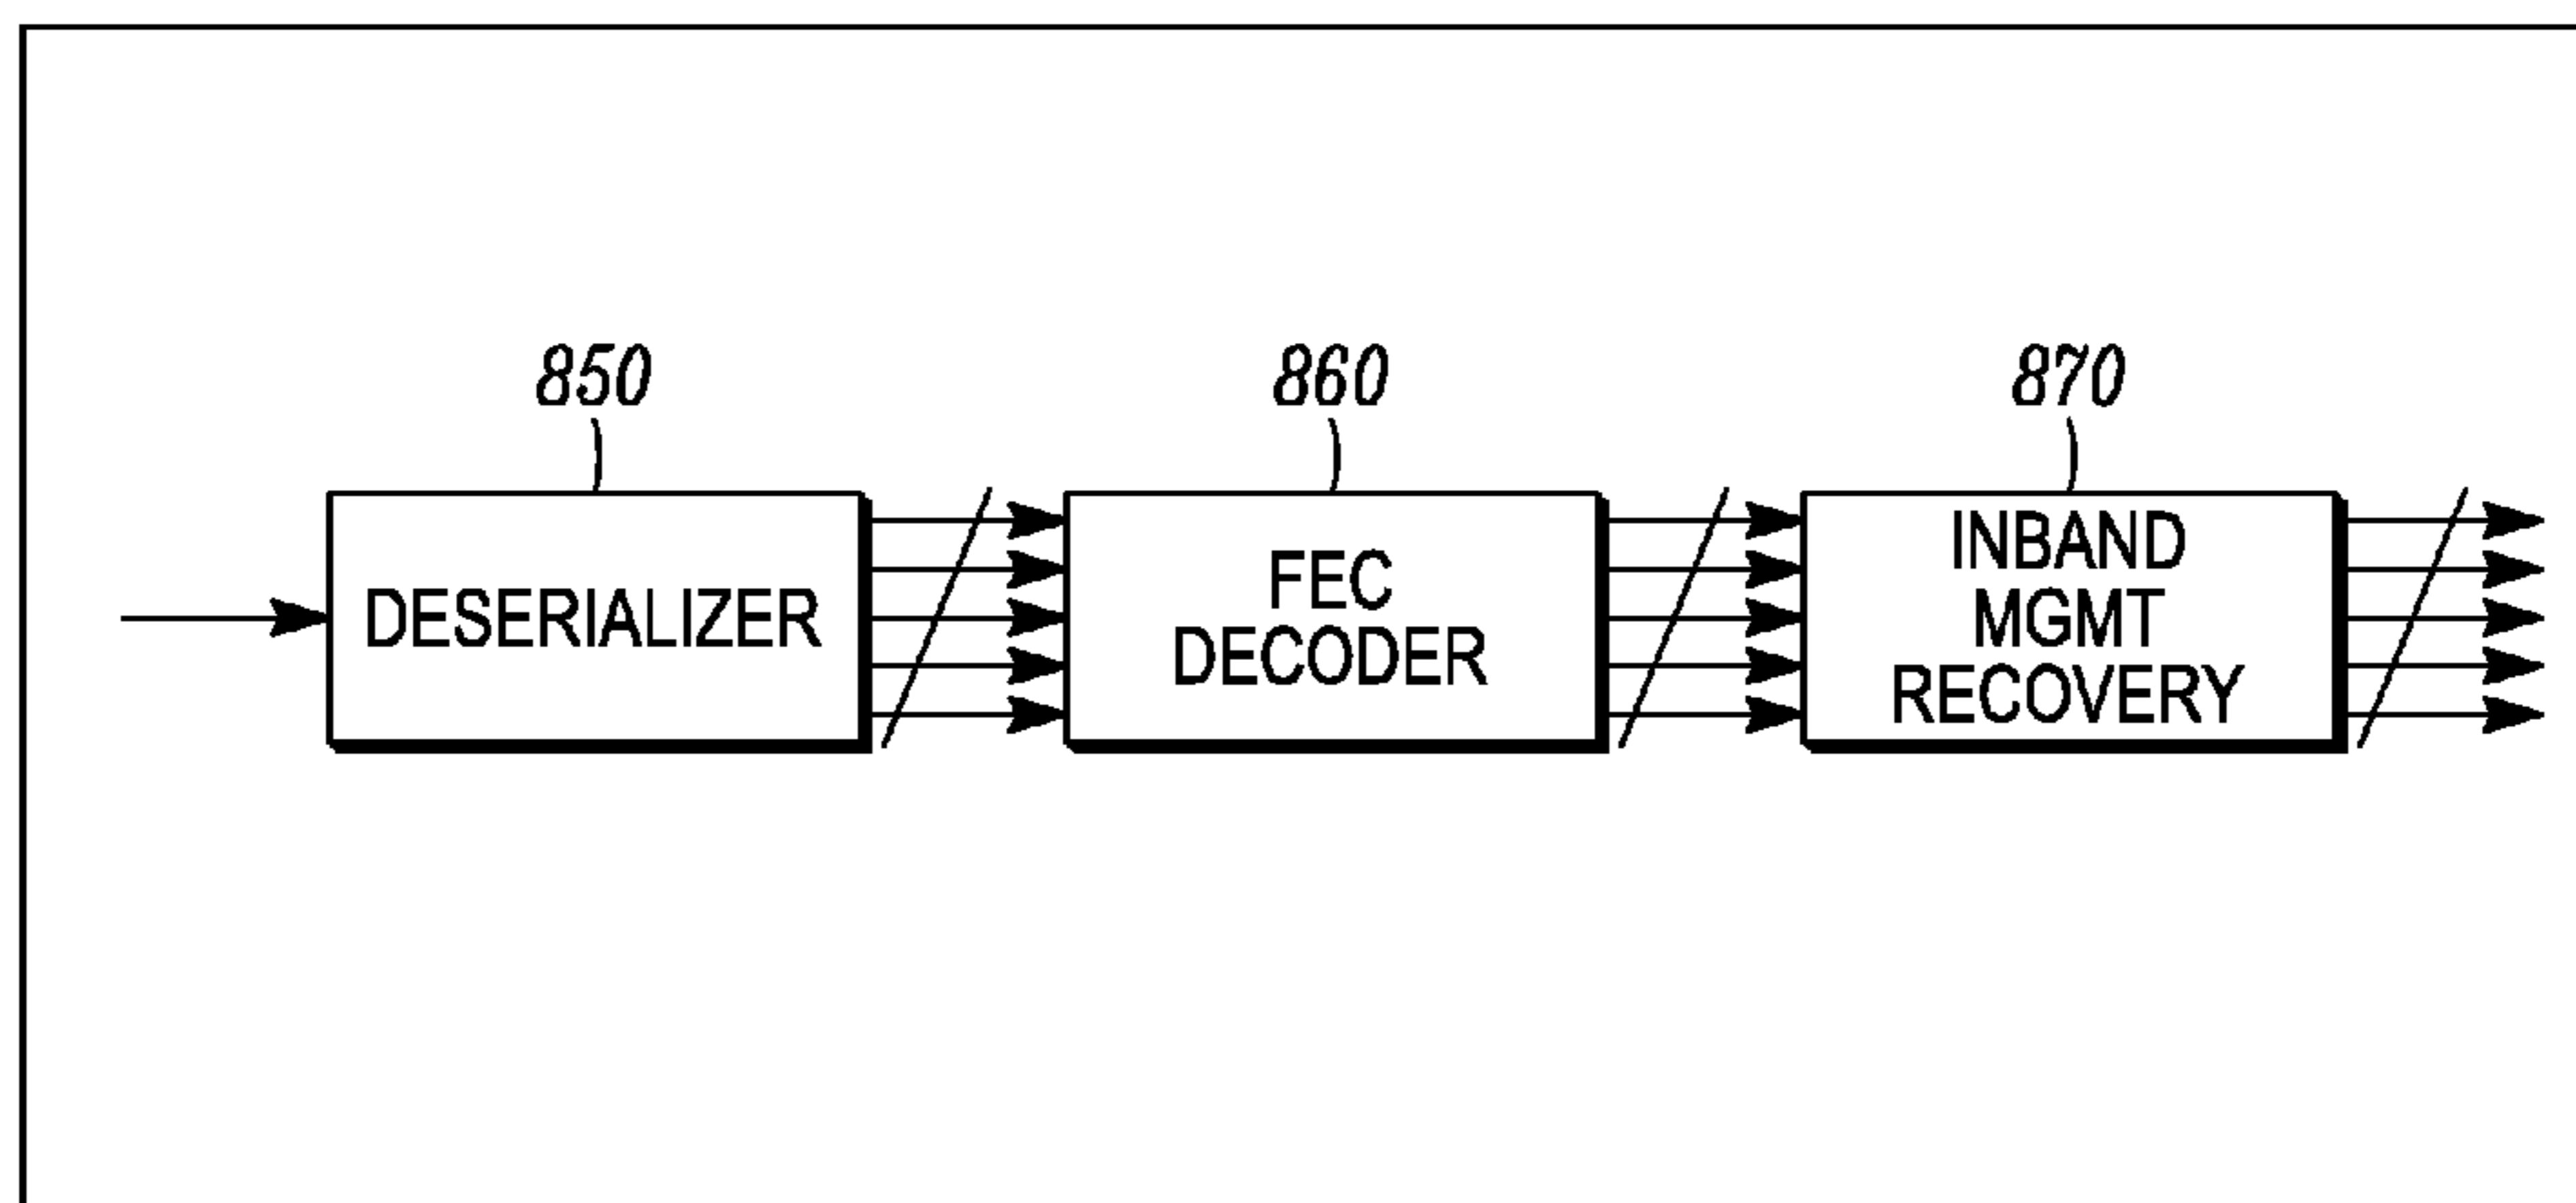 850
860
870
DESERIALIZER
FEC
DECODER
INBAND
MGMT
RECOVERY